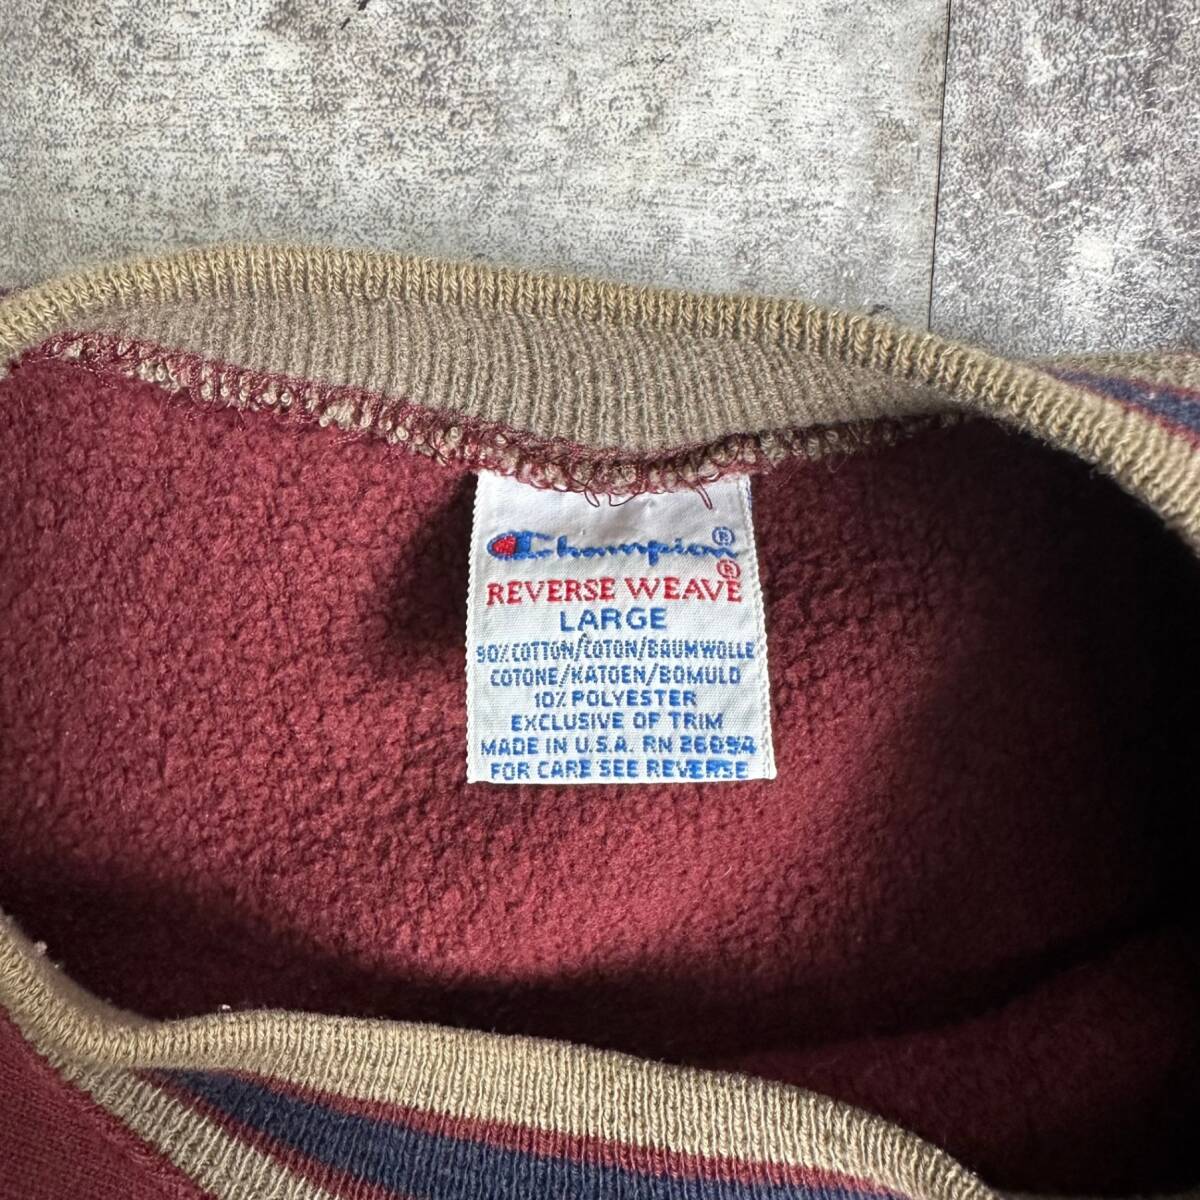 Champion®
REVERSE WEAVE®
LARGE
90% COTTON/COTON/BAUMWOLLE
COTONE/KATOEN/BOMULD
10% POLYESTER
EXCLUSIVE OF TRIM
MADE IN U.S.A. RN 26094
FOR CARE SEE REVERSE